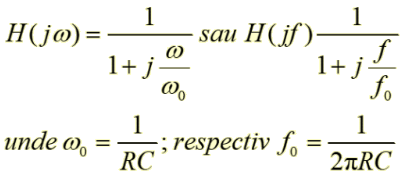 H(jω) = 1 / (1 + j ω/ω₀) sau H(jf) 1 / (1 + j f/f₀)
unde ω₀ = 1 / RC ; respectiv f₀ = 1 / 2πRC